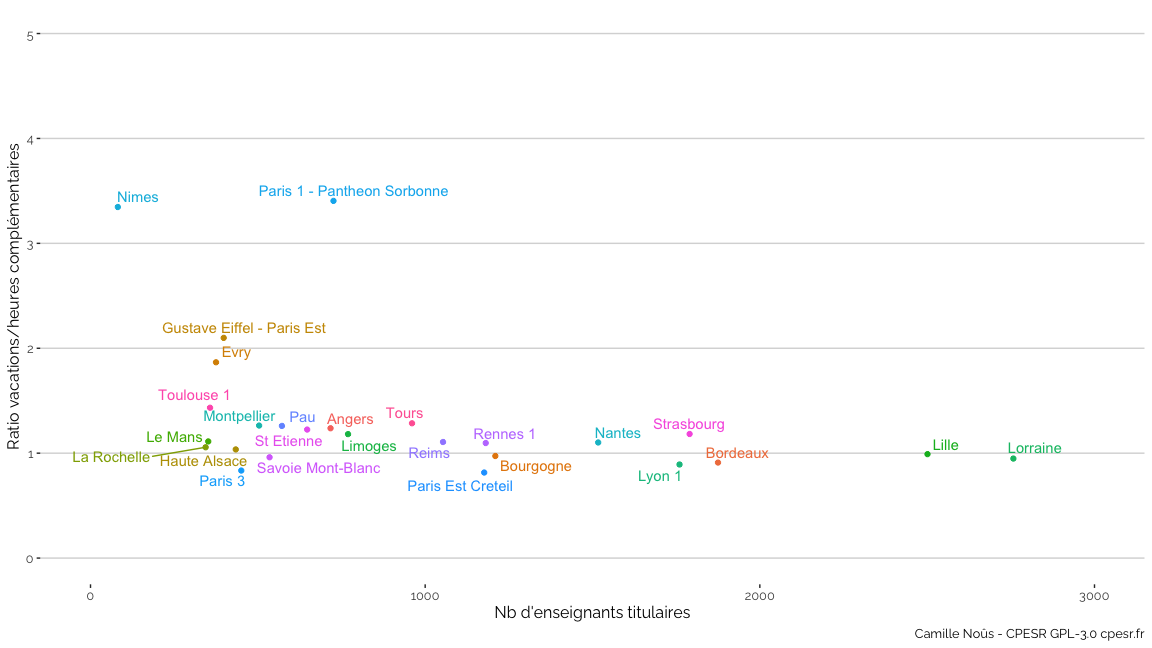 5
4
3
2
1
0
Ratio vacations/heures complémentaires
Nimes
Paris 1 - Pantheon Sorbonne
Gustave Eiffel - Paris Est
Evry
Toulouse 1
Montpellier
Pau
Angers
Tours
Le Mans
St Etienne
Limoges
Rennes 1
Nantes
Strasbourg
Lille
Lorraine
La Rochelle
Haute Alsace
Savoie Mont-Blanc
Reims
Bourgogne
Bordeaux
Paris 3
Paris Est Creteil
Lyon 1
0
1000
2000
3000
Nb d'enseignants titulaires
Camille Noûs - CPESR GPL-3.0 cpesr.fr